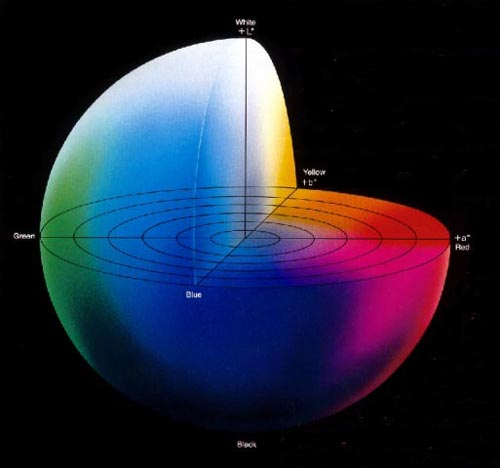 White
+L*
Yellow
+b*
Green
+a*
Red
Blue
Black